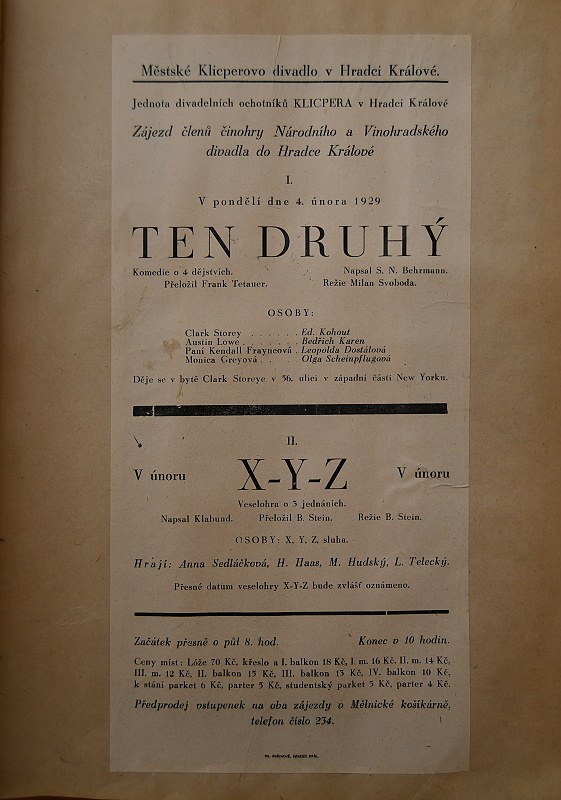 Městské Klicperovo divadlo v Hradci Králové.
Jednota divadelních ochotníků KLICPERA v Hradci Králové
Zájezd členů činohry Národního a Vinohradského
divadla do Hradce Králové
I.
V pondělí dne 4. února 1929
TEN DRUHÝ
Komedie o 4 dějstvích. Napsal S. N. Behrmann.
Přeložil Frank Tetauer. Režie Milan Svoboda.
OSOBY:
Clark Storey . . . . . . Ed. Kohout
Austin Lowe . . . . . . . Bedřich Karen
Paní Kendall Frayneová . Leopolda Dostálová
Monica Greyová . . . . . Olga Scheinpflugová
Děje se v bytě Clark Storeye v 56. ulici v západní části New Yorku.
II.
V únoru X-Y-Z V únoru
Veselohra o 3 jednáních.
Napsal Klabund. Přeložil B. Stein. Režie B. Stein.
OSOBY: X, Y, Z, sluha.
Hrají: Anna Sedláčková, H. Haas, M. Hudský, L. Telecký.
Přesné datum veselohry X-Y-Z bude zvlášť oznámeno.
Začátek přesně o půl 8. hod. Konec o 10 hodin.
Ceny míst: Lóže 70 Kč, křeslo a I. balkon 18 Kč, I. m. 16 Kč, II. m. 14 Kč,
III. m. 12 Kč, II. balkon 15 Kč, III. balkon 13 Kč, IV. balkon 10 Kč,
k stání parket 6 Kč, parter 5 Kč, studentský parket 5 Kč, parter 4 Kč.
Předprodej vstupenek na oba zájezdy v Mělnické košíkárně,
telefon číslo 234.